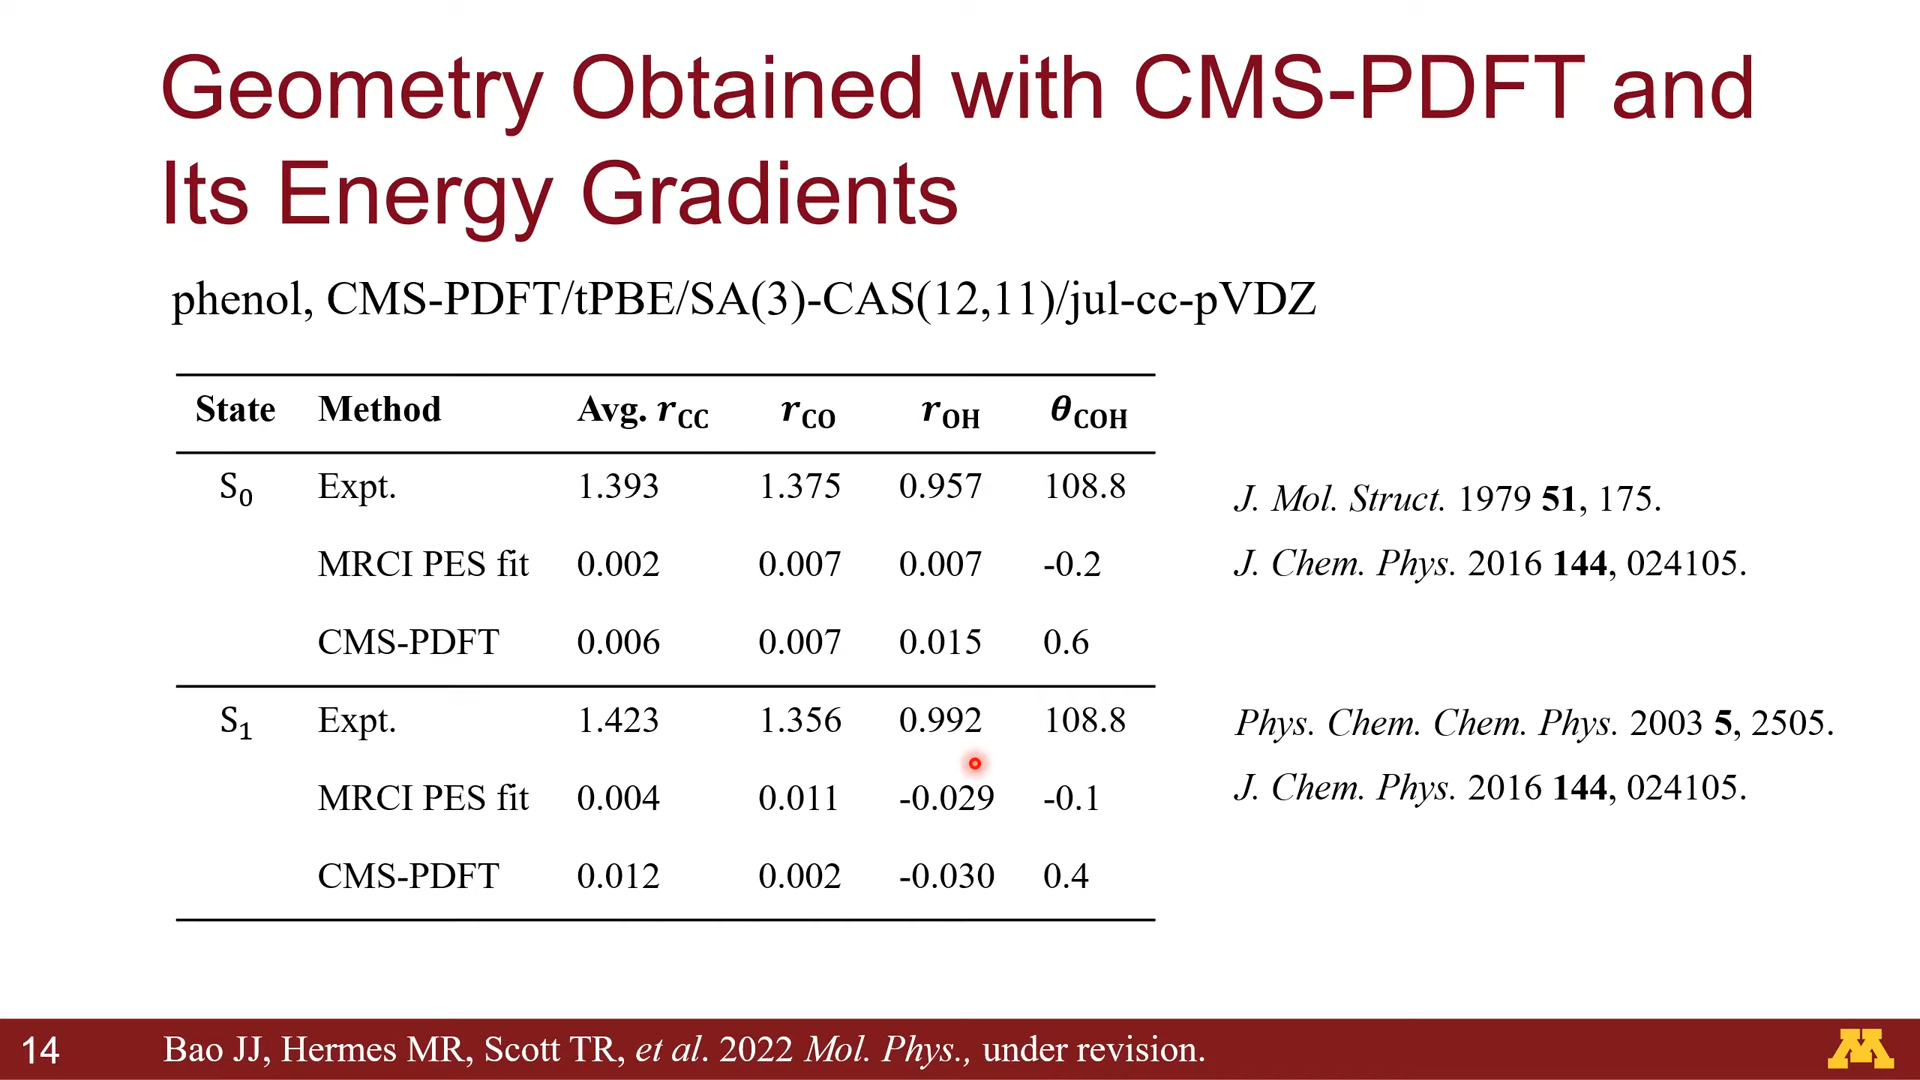 Geometry Obtained with CMS-PDFT and
Its Energy Gradients
phenol, CMS-PDFT/tPBE/SA(3)-CAS(12,11)/jul-cc-pVDZ
State Method Avg. r_CC r_CO r_OH θ_COH
S₀ Expt. 1.393 1.375 0.957 108.8 J. Mol. Struct. 1979 51, 175.
MRCI PES fit 0.002 0.007 0.007 -0.2 J. Chem. Phys. 2016 144, 024105.
CMS-PDFT 0.006 0.007 0.015 0.6
S₁ Expt. 1.423 1.356 0.992 108.8 Phys. Chem. Chem. Phys. 2003 5, 2505.
MRCI PES fit 0.004 0.011 -0.029 -0.1 J. Chem. Phys. 2016 144, 024105.
CMS-PDFT 0.012 0.002 -0.030 0.4
14 Bao JJ, Hermes MR, Scott TR, et al. 2022 Mol. Phys., under revision. M